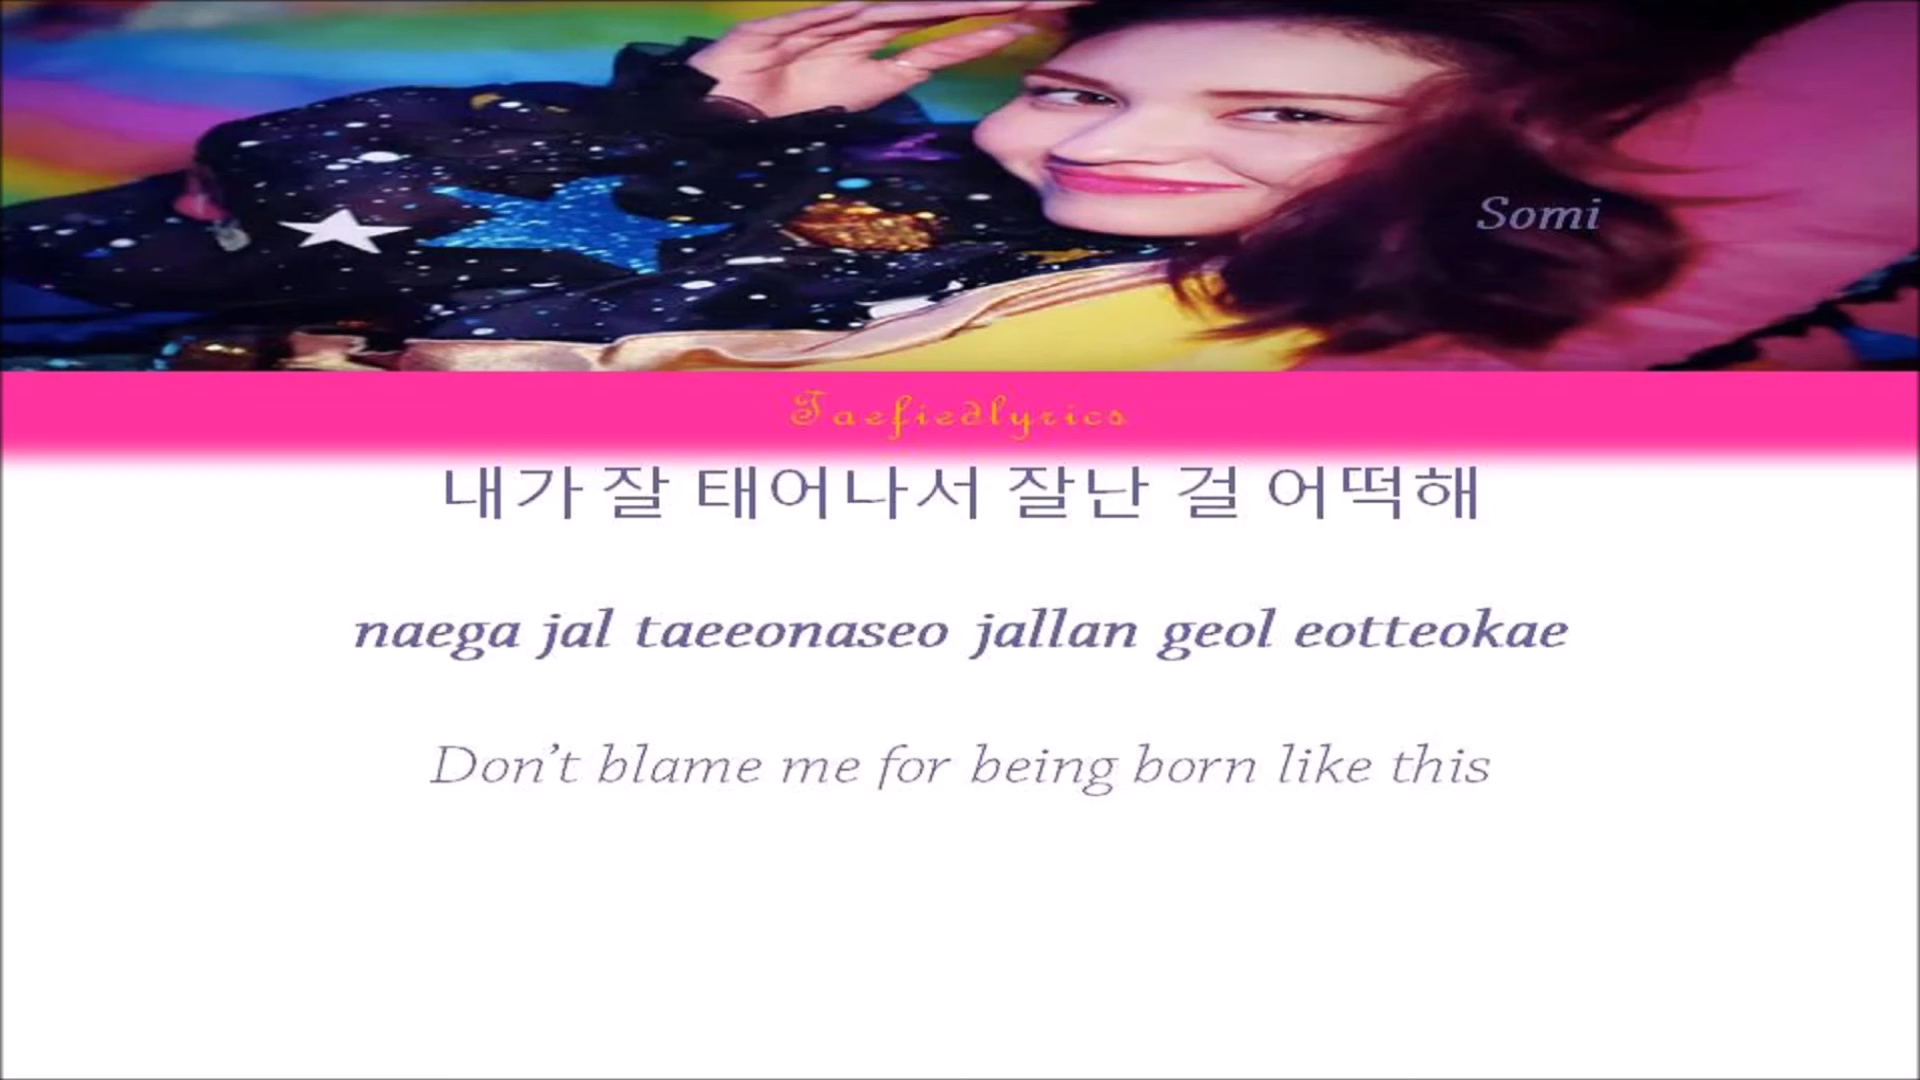 Somi
Taefiedlyrics
내가 잘 태어나서 잘난 걸 어떡해
naega jal taeeonaseo jallan geol eotteokae
Don't blame me for being born like this